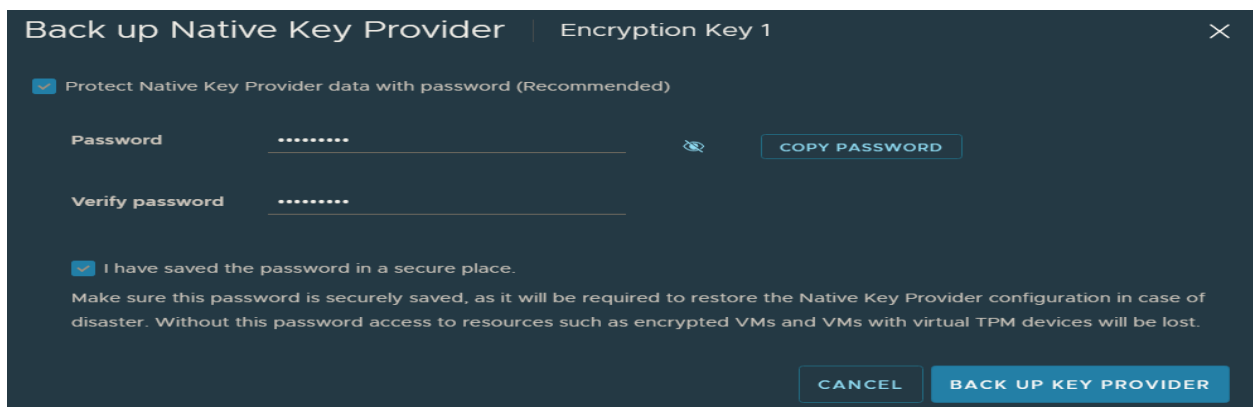 Back up Native Key Provider Encryption Key 1
Protect Native Key Provider data with password (Recommended)
Password ••••••••• COPY PASSWORD
Verify password •••••••••
I have saved the password in a secure place.
Make sure this password is securely saved, as it will be required to restore the Native Key Provider configuration in case of
disaster. Without this password access to resources such as encrypted VMs and VMs with virtual TPM devices will be lost.
CANCEL BACK UP KEY PROVIDER